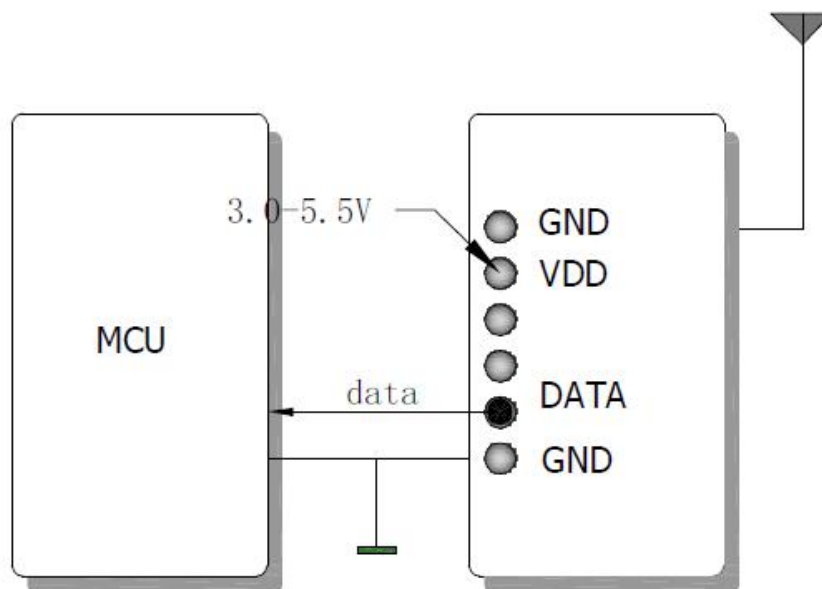 3.0-5.5V
GND
VDD
MCU
data
DATA
GND